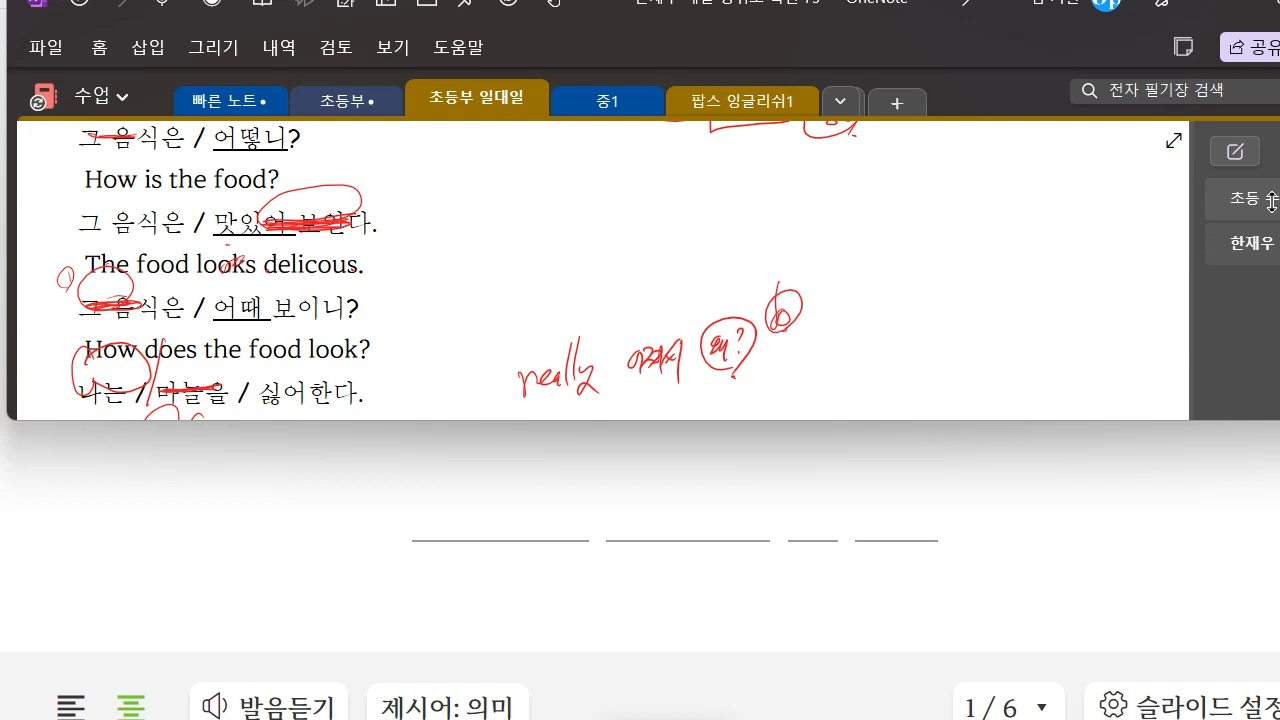 파일 홈 삽입 그리기 내역 검토 보기 도움말 공유
수업 빠른 노트 초등부 초등부 일대일 중1 팝스 잉글리쉬1 + 전자 필기장 검색
그 음식은 / 어떻니?
How is the food?
그 음식은 / 맛있어 보인다.
The food looks delicous.
그 음식은 / 어때 보이니?
How does the food look?
나는 / 마늘을 / 싫어한다.
really 왜?
초등
한재우
발음듣기 제시어: 의미 1 / 6 슬라이드 설정